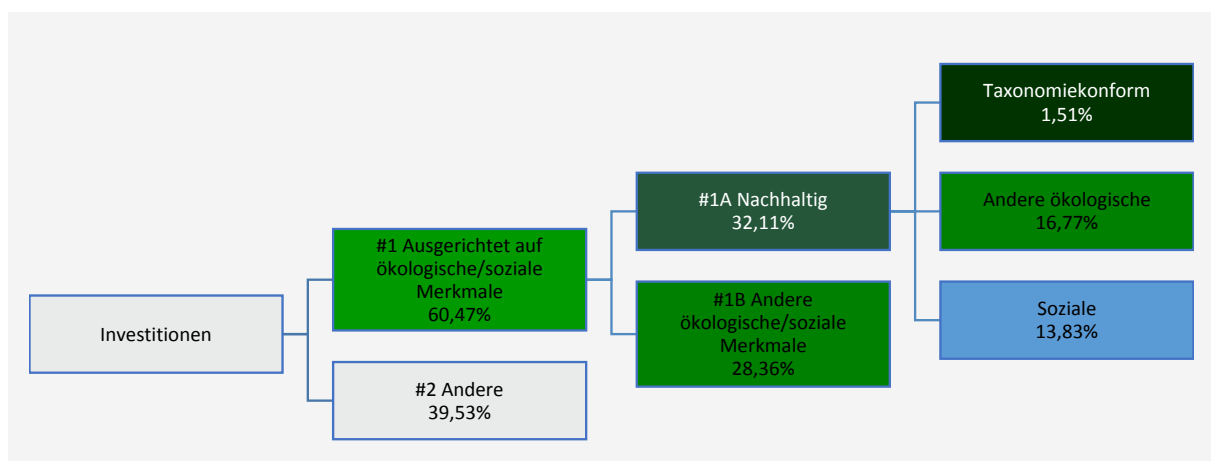 Investitionen
#1 Ausgerichtet auf
ökologische/soziale
Merkmale
60,47%
#2 Andere
39,53%
#1A Nachhaltig
32,11%
#1B Andere
ökologische/soziale
Merkmale
28,36%
Taxonomiekonform
1,51%
Andere ökologische
16,77%
Soziale
13,83%